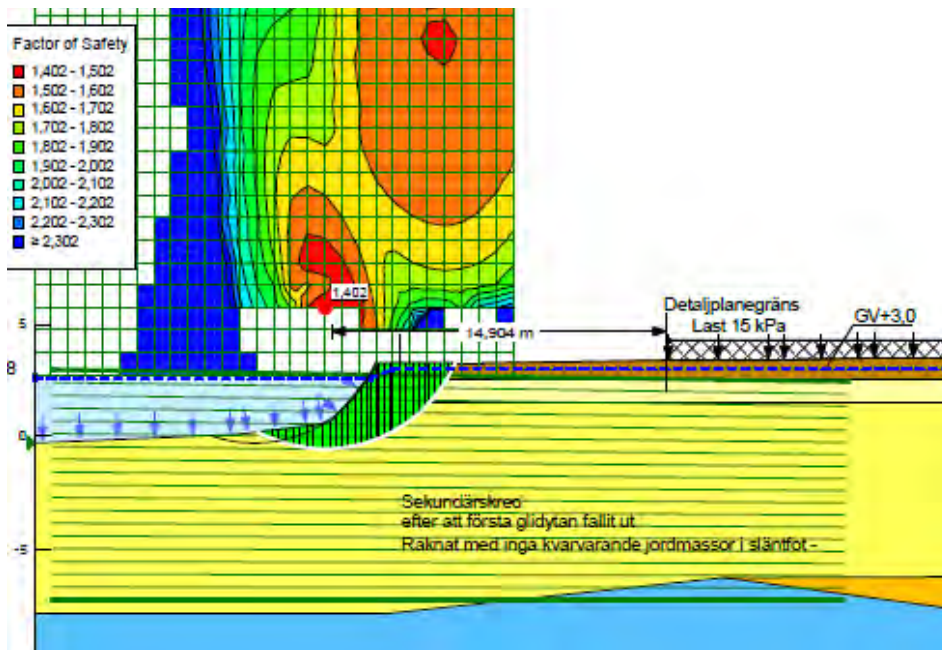 Factor of Safety
1,402 - 1,502
1,502 - 1,602
1,602 - 1,702
1,702 - 1,802
1,802 - 1,902
1,902 - 2,002
2,002 - 2,102
2,102 - 2,202
2,202 - 2,302
≥ 2,302
1,402
5
14,904 m
Detaljplanegräns
Last 15 kPa
GV+3,0
8
0
Sekundärskred
efter att första glidytan fallit ut
Räknat med inga kvarvarande jordmassor i släntfot -
-5